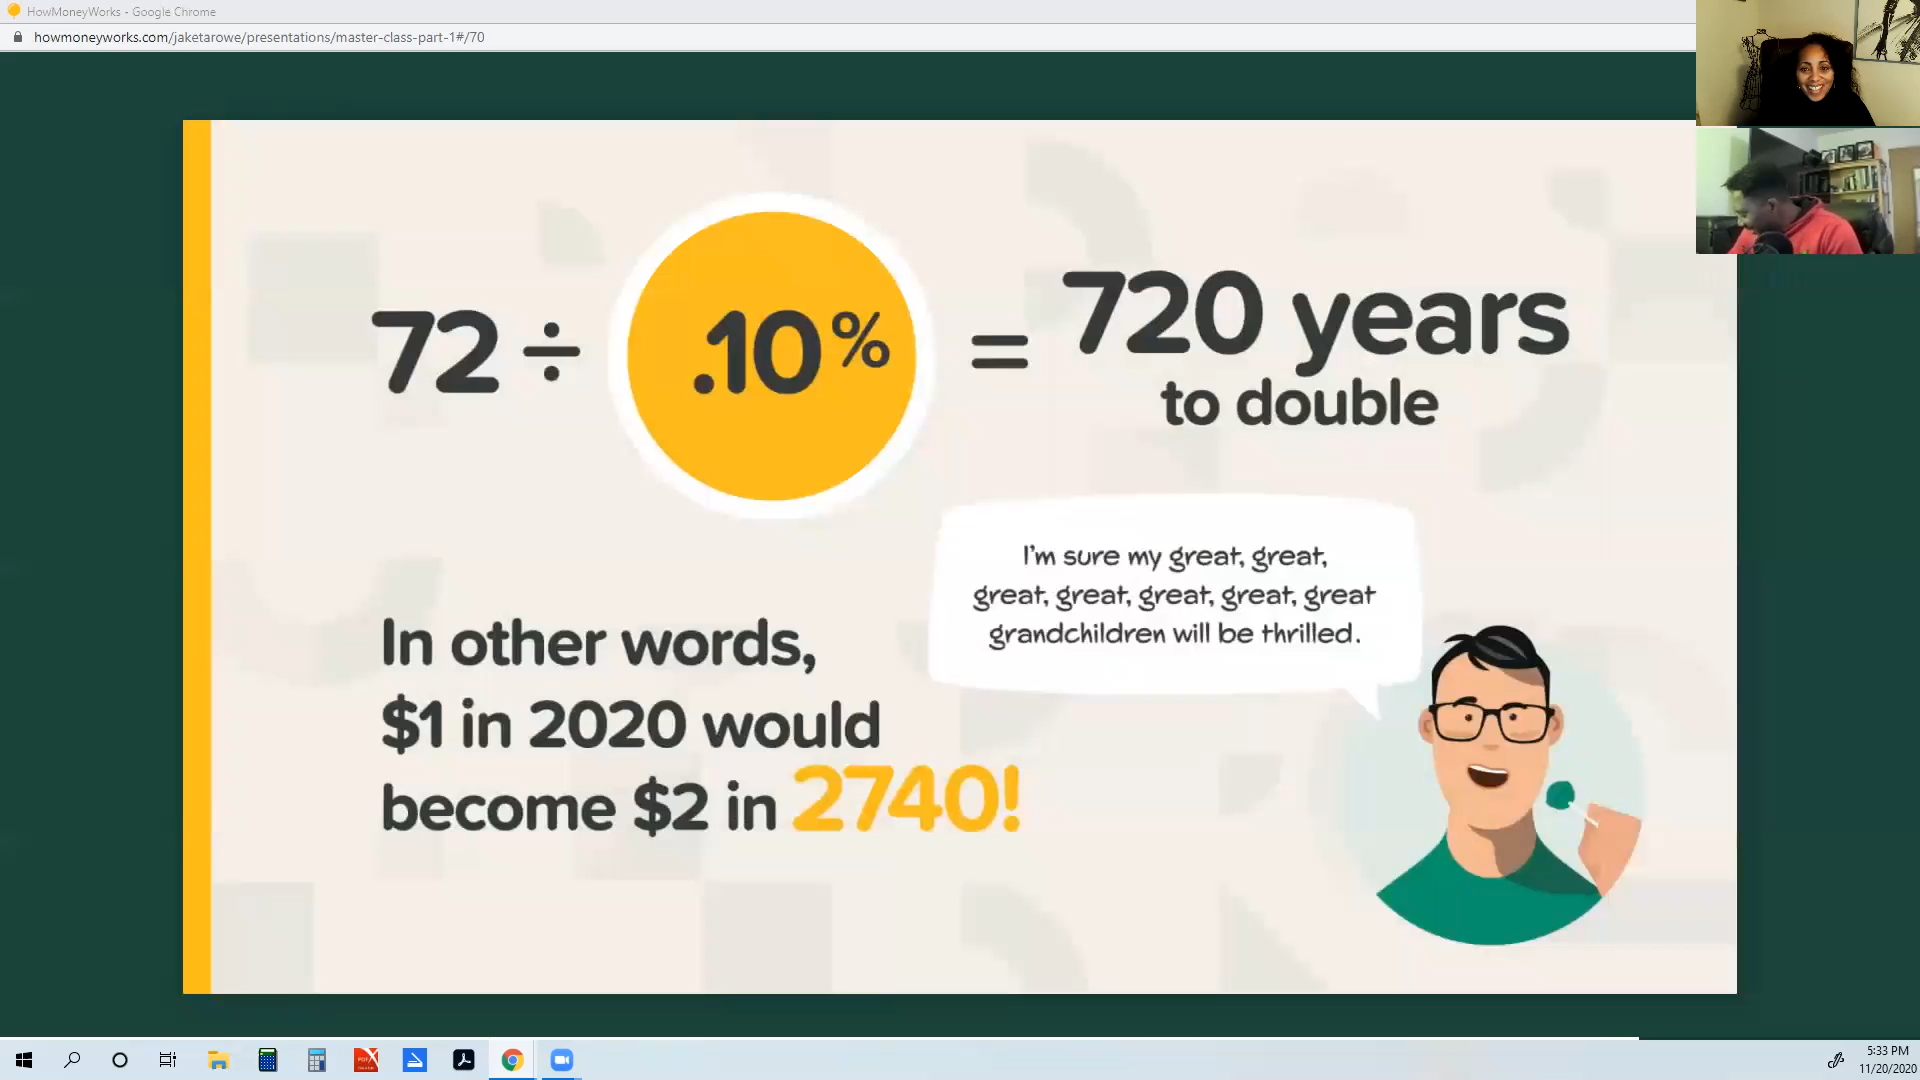 HowMoneyWorks - Google Chrome
howmoneyworks.com/jaketarowe/presentations/master-class-part-1#/70
72 ÷ .10% = 720 years
to double
I'm sure my great, great,
great, great, great, great, great
grandchildren will be thrilled.
In other words,
$1 in 2020 would
become $2 in 2740!
5:33 PM
11/20/2020